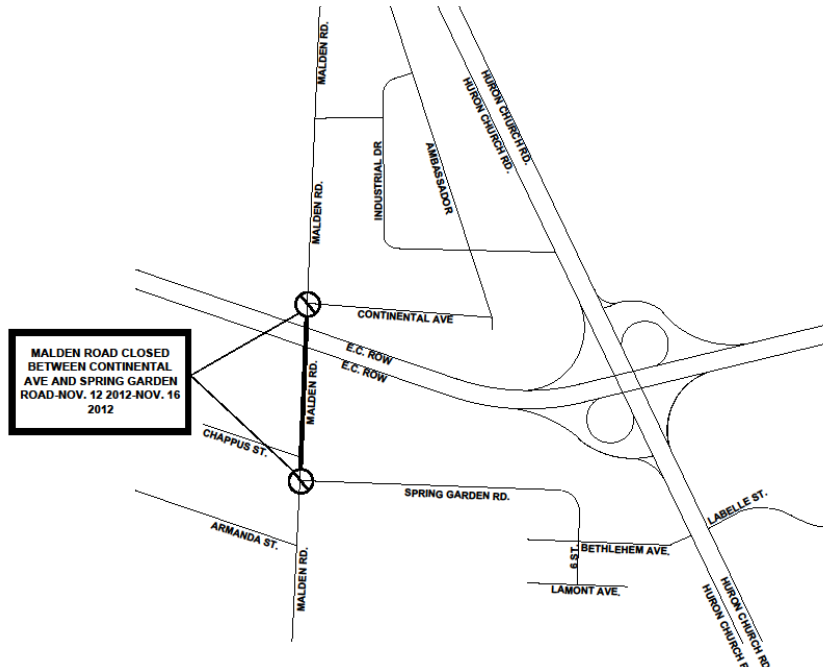 MALDEN RD.
HURON CHURCH RD.
HURON CHURCH RD.
INDUSTRIAL DR
AMBASSADOR
MALDEN RD.
CONTINENTAL AVE
E.C. ROW
E.C. ROW
MALDEN ROAD CLOSED
BETWEEN CONTINENTAL
AVE AND SPRING GARDEN
ROAD-NOV. 12 2012-NOV. 16
2012
MALDEN RD.
CHAPPUS ST.
SPRING GARDEN RD.
LABELLE ST.
ARMANDA ST.
6 ST.
BETHLEHEM AVE.
MALDEN RD.
LAMONT AVE.
HURON CHURCH RD.
HURON CHURCH R